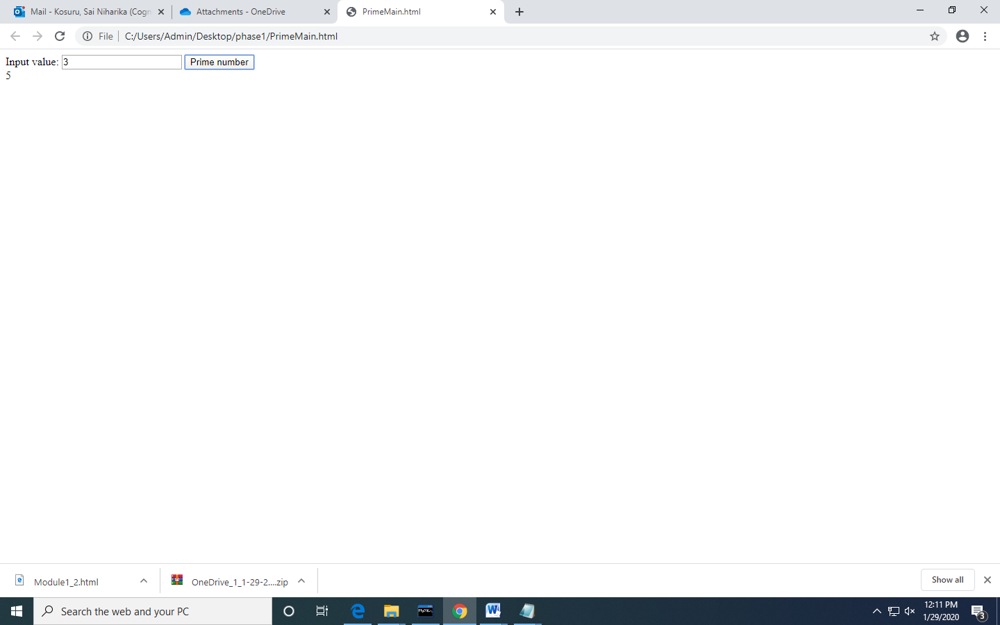 Mail - Kosuru, Sai Niharika (Cogn
Attachments - OneDrive
PrimeMain.html
File
C:/Users/Admin/Desktop/phase1/PrimeMain.html
Input value: 3 Prime number
5
Module1_2.html
OneDrive_1_1-29-2....zip
Show all
Search the web and your PC
MySQL
12:11 PM
1/29/2020
3